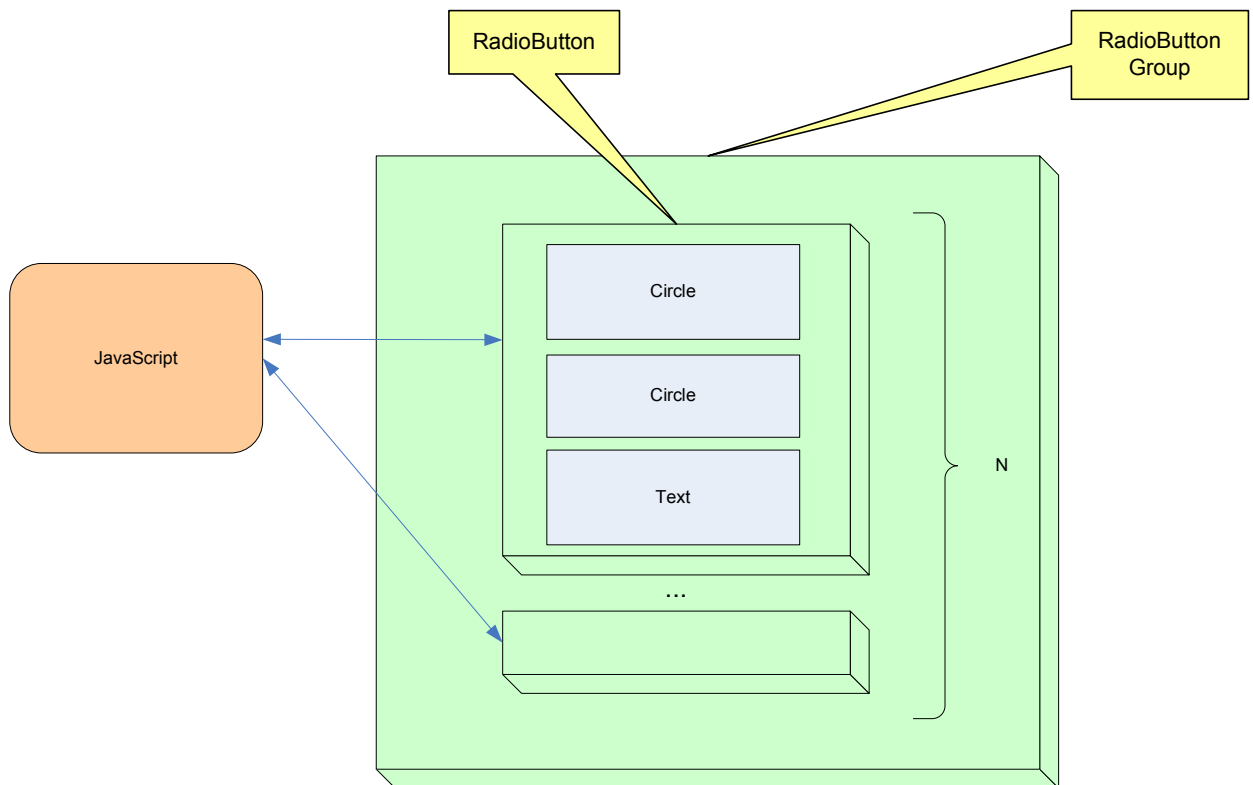 RadioButton
RadioButton
Group
Circle
JavaScript
Circle
N
Text
...